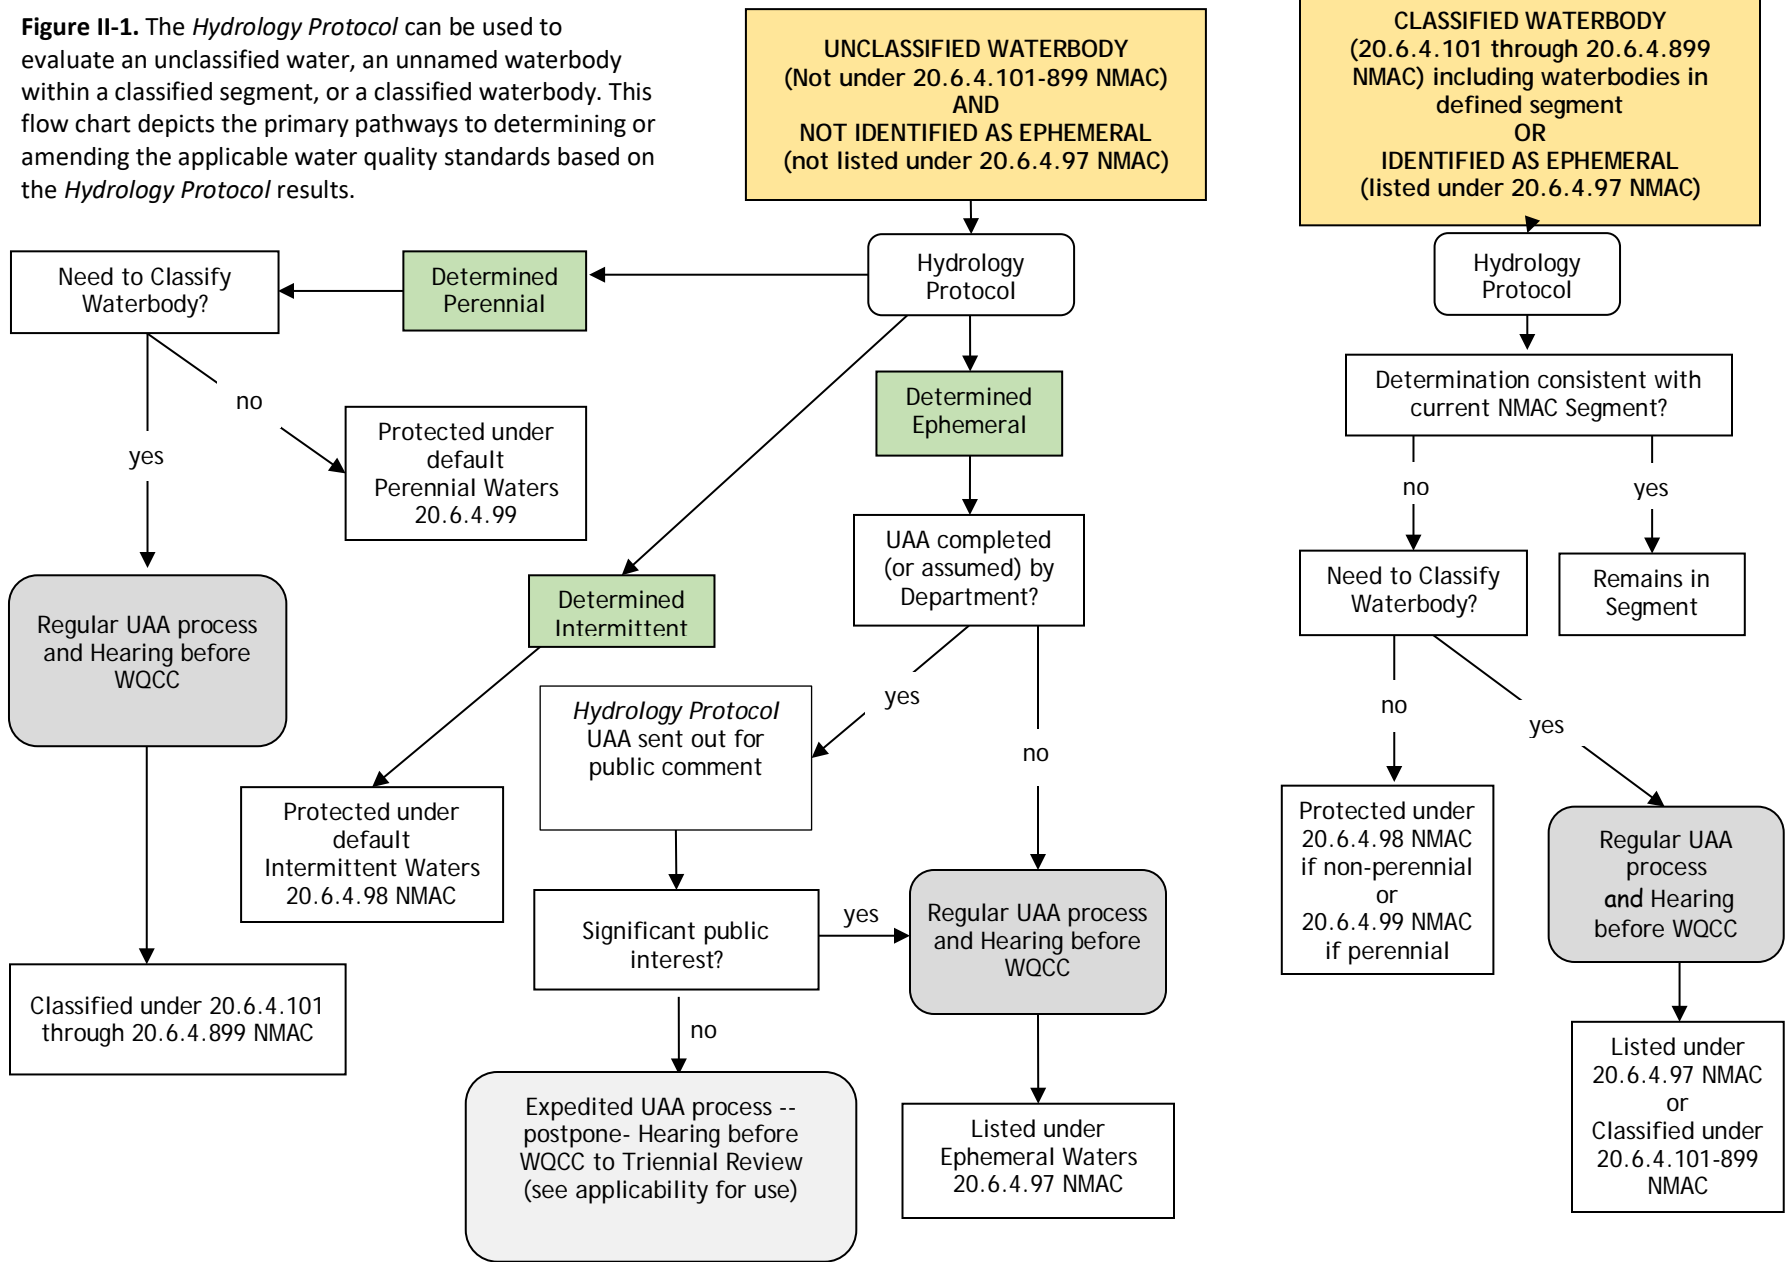 Figure II-1. The Hydrology Protocol can be used to
evaluate an unclassified water, an unnamed waterbody
within a classified segment, or a classified waterbody. This
flow chart depicts the primary pathways to determining or
amending the applicable water quality standards based on
the Hydrology Protocol results.
UNCLASSIFIED WATERBODY
(Not under 20.6.4.101-899 NMAC)
AND
NOT IDENTIFIED AS EPHEMERAL
(not listed under 20.6.4.97 NMAC)
CLASSIFIED WATERBODY
(20.6.4.101 through 20.6.4.899
NMAC) including waterbodies in
defined segment
OR
IDENTIFIED AS EPHEMERAL
(listed under 20.6.4.97 NMAC)
Need to Classify
Waterbody?
Determined
Perennial
Hydrology
Protocol
Hydrology
Protocol
Determination consistent with
current NMAC Segment?
no
yes
Protected under
default
Perennial Waters
20.6.4.99
Determined
Ephemeral
no
yes
UAA completed
(or assumed) by
Department?
Need to Classify
Waterbody?
Remains in
Segment
Regular UAA process
and Hearing before
WQCC
Determined
Intermittent
yes
no
no
yes
Hydrology Protocol
UAA sent out for
public comment
Protected under
default
Intermittent Waters
20.6.4.98 NMAC
Protected under
20.6.4.98 NMAC
if non-perennial
or
20.6.4.99 NMAC
if perennial
Regular UAA
process
and Hearing
before WQCC
Significant public
interest?
yes
Regular UAA process
and Hearing before
WQCC
no
Classified under 20.6.4.101
through 20.6.4.899 NMAC
Expedited UAA process --
postpone- Hearing before
WQCC to Triennial Review
(see applicability for use)
Listed under
Ephemeral Waters
20.6.4.97 NMAC
Listed under
20.6.4.97 NMAC
or
Classified under
20.6.4.101-899
NMAC